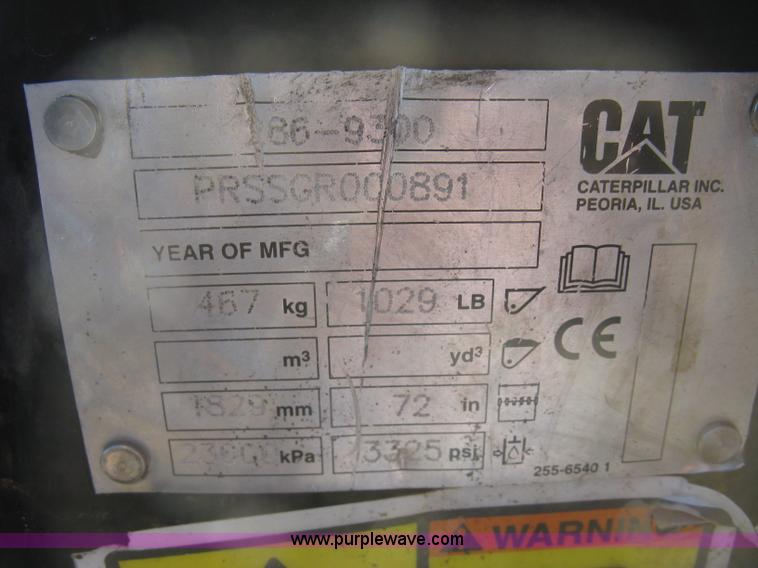 86-9300
CAT
PRSSGR000891
CATERPILLAR INC.
PEORIA, IL. USA
YEAR OF MFG
467 kg 1029 LB
m³ yd³
CE
1829 mm 72 in
kPa 3325 psi
255-6540 1
WARNING
www.purplewave.com